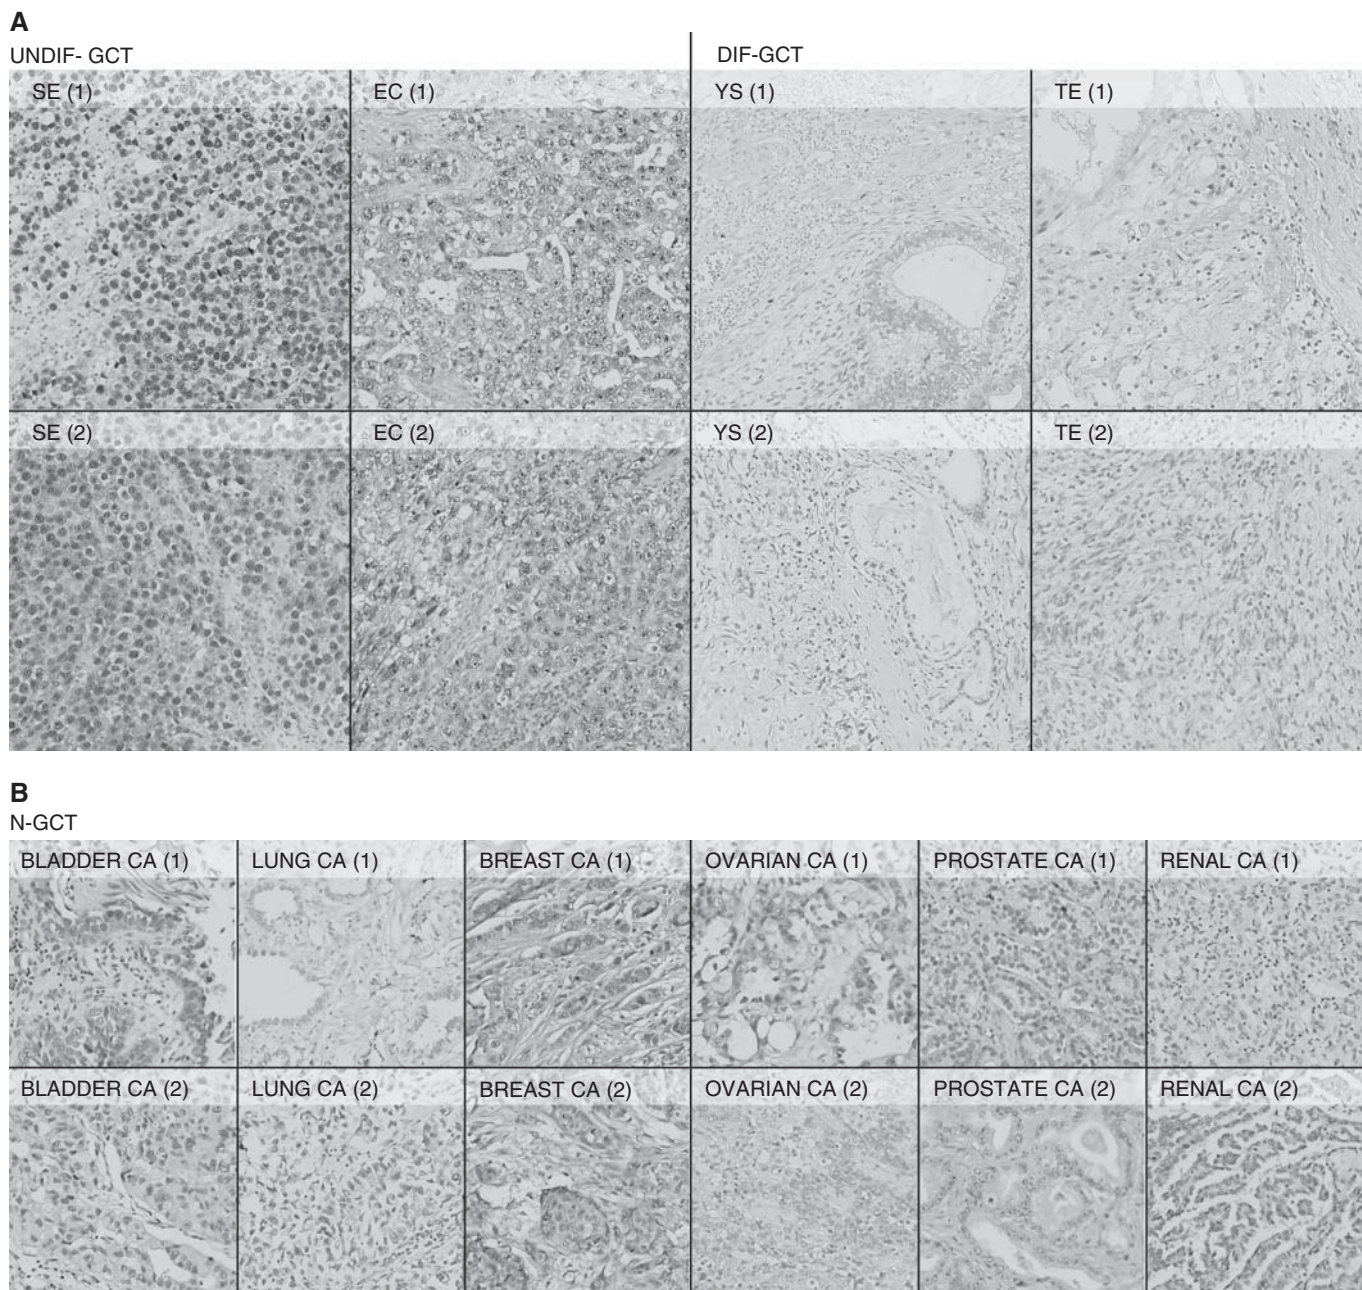 A
UNDIF- GCT
DIF-GCT
SE (1)
EC (1)
YS (1)
TE (1)
SE (2)
EC (2)
YS (2)
TE (2)
B
N-GCT
BLADDER CA (1)
LUNG CA (1)
BREAST CA (1)
OVARIAN CA (1)
PROSTATE CA (1)
RENAL CA (1)
BLADDER CA (2)
LUNG CA (2)
BREAST CA (2)
OVARIAN CA (2)
PROSTATE CA (2)
RENAL CA (2)